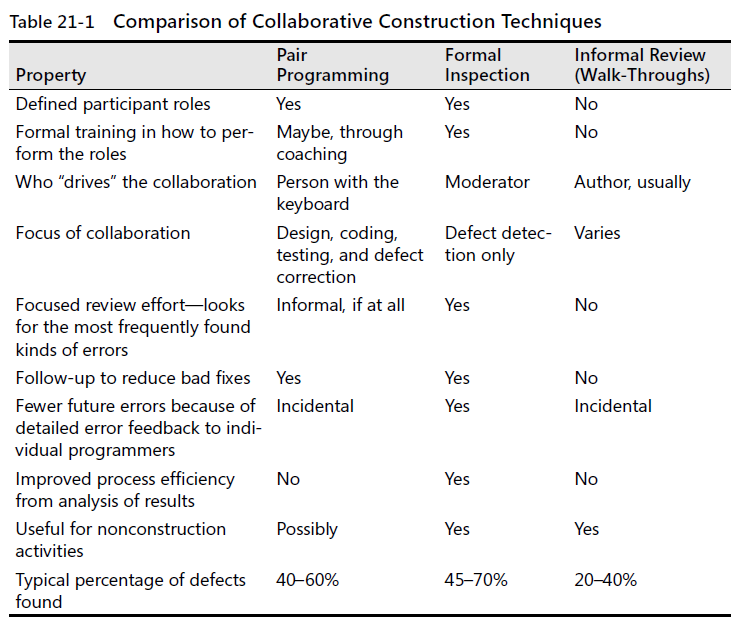 Table 21-1 Comparison of Collaborative Construction Techniques
Property
Pair
Programming
Formal
Inspection
Informal Review
(Walk-Throughs)
Defined participant roles
Yes
Yes
No
Formal training in how to per-
form the roles
Maybe, through
coaching
Yes
No
Who “drives” the collaboration
Person with the
keyboard
Moderator
Author, usually
Focus of collaboration
Design, coding,
testing, and defect
correction
Defect detec-
tion only
Varies
Focused review effort—looks
for the most frequently found
kinds of errors
Informal, if at all
Yes
No
Follow-up to reduce bad fixes
Yes
Yes
No
Fewer future errors because of
detailed error feedback to indi-
vidual programmers
Incidental
Yes
Incidental
Improved process efficiency
from analysis of results
No
Yes
No
Useful for nonconstruction
activities
Possibly
Yes
Yes
Typical percentage of defects
found
40–60%
45–70%
20–40%